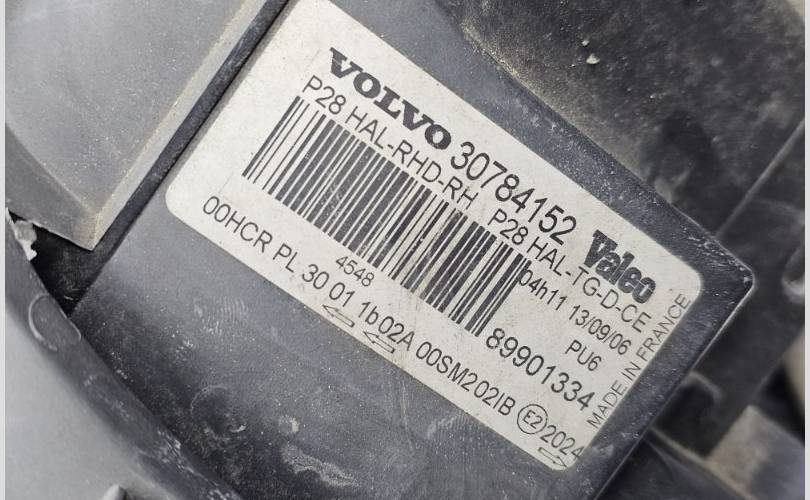 VOLVO 30784152 Valeo
P28 HAL-RHD-RH P28 HAL-TG-D-CE
04h11 13/09/06
PU6
4548
89901334
00HCR PL 30 01 1b02A 00SM202IB E2 2024
MADE IN FRANCE